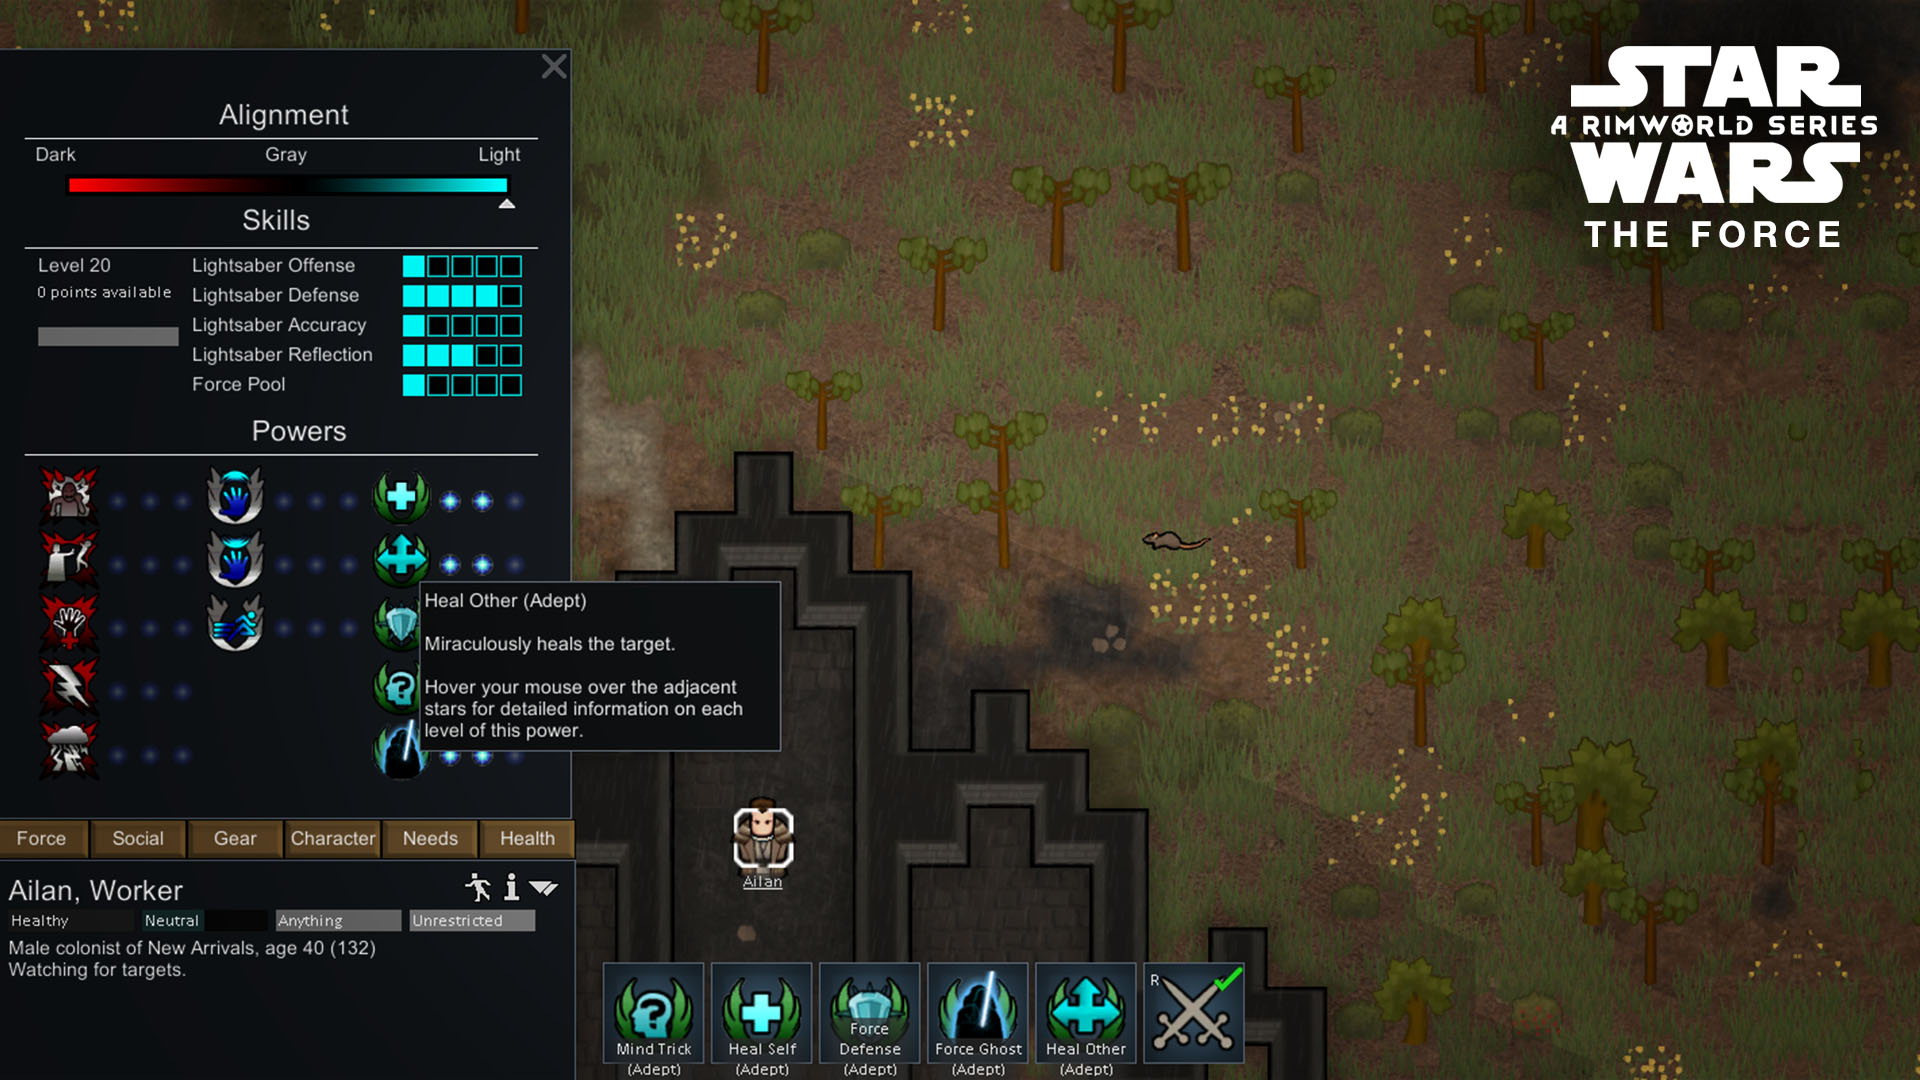 STAR
A RIMWORLD SERIES
WARS
THE FORCE
Alignment
Dark Gray Light
Skills
Level 20
0 points available
Lightsaber Offense
Lightsaber Defense
Lightsaber Accuracy
Lightsaber Reflection
Force Pool
Powers
Heal Other (Adept)
Miraculously heals the target.
Hover your mouse over the adjacent
stars for detailed information on each
level of this power.
Force Social Gear Character Needs Health
Ailan, Worker
Healthy Neutral Anything Unrestricted
Male colonist of New Arrivals, age 40 (132)
Watching for targets.
Ailan
Mind Trick
(Adept)
Heal Self
(Adept)
Force
Defense
(Adept)
Force Ghost
(Adept)
Heal Other
(Adept)
R